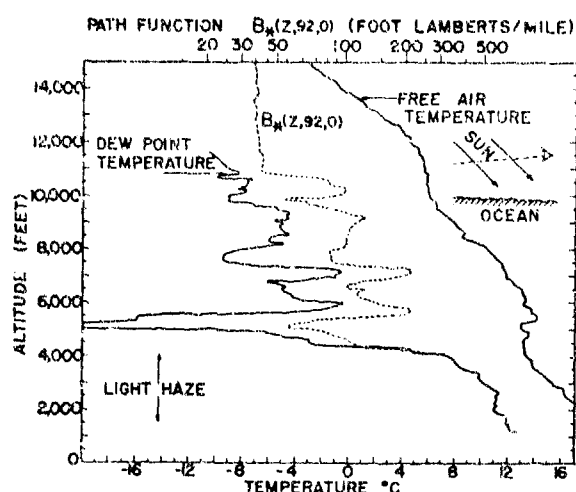 PATH FUNCTION B*(Z,92,0) (FOOT LAMBERTS/MILE)
20 30 40 50 100 200 300 500
14,000
12,000
10,000
8,000
6,000
4,000
2,000
0
ALTITUDE (FEET)
B*(Z,92,0)
FREE AIR
TEMPERATURE
DEW POINT
TEMPERATURE
SUN
OCEAN
LIGHT HAZE
-16 -12 -8 -4 0 4 8 12 16
TEMPERATURE °C